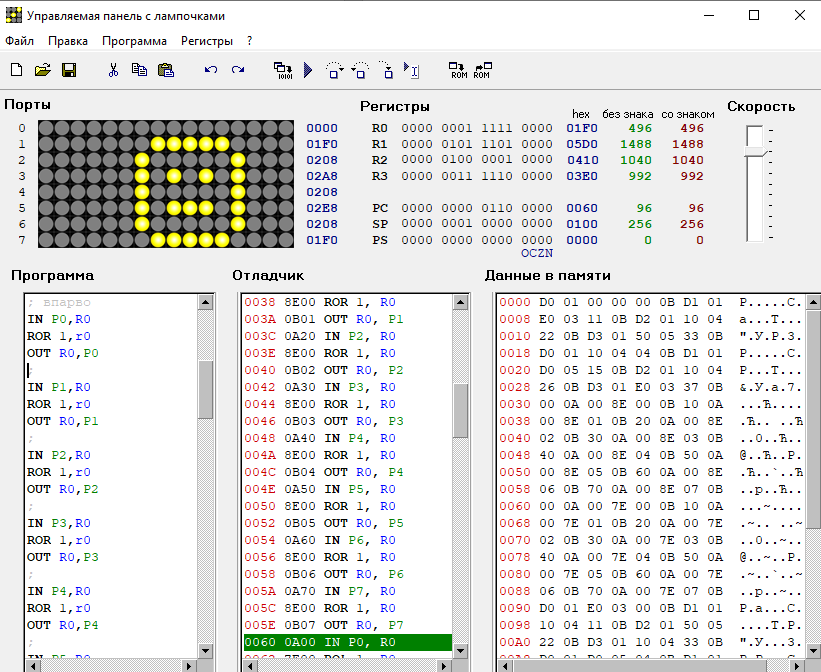 Управляемая панель с лампочками
Файл Правка Программа Регистры ?
10101 ROM ROM
Порты
0 0000
1 01F0
2 0208
3 02A8
4 0208
5 02E8
6 0208
7 01F0
Регистры
hex без знака со знаком
R0 0000 0001 1111 0000 01F0 496 496
R1 0000 0101 1101 0000 05D0 1488 1488
R2 0000 0100 0001 0000 0410 1040 1040
R3 0000 0011 1110 0000 03E0 992 992
PC 0000 0000 0110 0000 0060 96 96
SP 0000 0001 0000 0000 0100 256 256
PS 0000 0000 0000 0000 0000 0 0
OCZN
Скорость
Программа
; впарво
IN P0,R0
ROR 1,r0
OUT R0,P0
;
IN P1,R0
ROR 1,r0
OUT R0,P1
;
IN P2,R0
ROR 1,r0
OUT R0,P2
;
IN P3,R0
ROR 1,r0
OUT R0,P3
;
IN P4,R0
ROR 1,r0
OUT R0,P4
;
IN P5,R0
Отладчик
0038 8E00 ROR 1, R0
003A 0B01 OUT R0, P1
003C 0A20 IN P2, R0
003E 8E00 ROR 1, R0
0040 0B02 OUT R0, P2
0042 0A30 IN P3, R0
0044 8E00 ROR 1, R0
0046 0B03 OUT R0, P3
0048 0A40 IN P4, R0
004A 8E00 ROR 1, R0
004C 0B04 OUT R0, P4
004E 0A50 IN P5, R0
0050 8E00 ROR 1, R0
0052 0B05 OUT R0, P5
0054 0A60 IN P6, R0
0056 8E00 ROR 1, R0
0058 0B06 OUT R0, P6
005A 0A70 IN P7, R0
005C 8E00 ROR 1, R0
005E 0B07 OUT R0, P7
0060 0A00 IN P0, R0
0062 7E00 ROL 1, R0
Данные в памяти
0000 D0 01 00 00 00 0B D1 01 Р.....С.
0008 E0 03 11 0B D2 01 10 04 а...Т...
0010 22 0B D3 01 50 05 33 0B ".У.P.3.
0018 D0 01 10 04 04 0B D1 01 Р.....С.
0020 D0 05 15 0B D2 01 10 04 Р...Т...
0028 26 0B D3 01 E0 03 37 0B &.У.а.7.
0030 00 0A 00 8E 00 0B 10 0A ...Ћ....
0038 00 8E 01 0B 20 0A 00 8E .Ћ.. ..Ћ
0040 02 0B 30 0A 00 8E 03 0B ..0..Ћ..
0048 40 0A 00 8E 04 0B 50 0A @..Ћ..P.
0050 00 8E 05 0B 60 0A 00 8E .Ћ..`..Ћ
0058 06 0B 70 0A 00 8E 07 0B ..p..Ћ..
0060 00 0A 00 7E 00 0B 10 0A ...~....
0068 00 7E 01 0B 20 0A 00 7E .~.. ..~
0070 02 0B 30 0A 00 7E 03 0B ..0..~..
0078 40 0A 00 7E 04 0B 50 0A @..~..P.
0080 00 7E 05 0B 60 0A 00 7E .~..`..~
0088 06 0B 70 0A 00 7E 07 0B ..p..~..
0090 D0 01 E0 03 00 0B D1 01 Р.а...С.
0098 10 04 11 0B D2 01 50 05 ....Т.P.
00A0 22 0B D3 01 10 04 33 0B ".У...3.